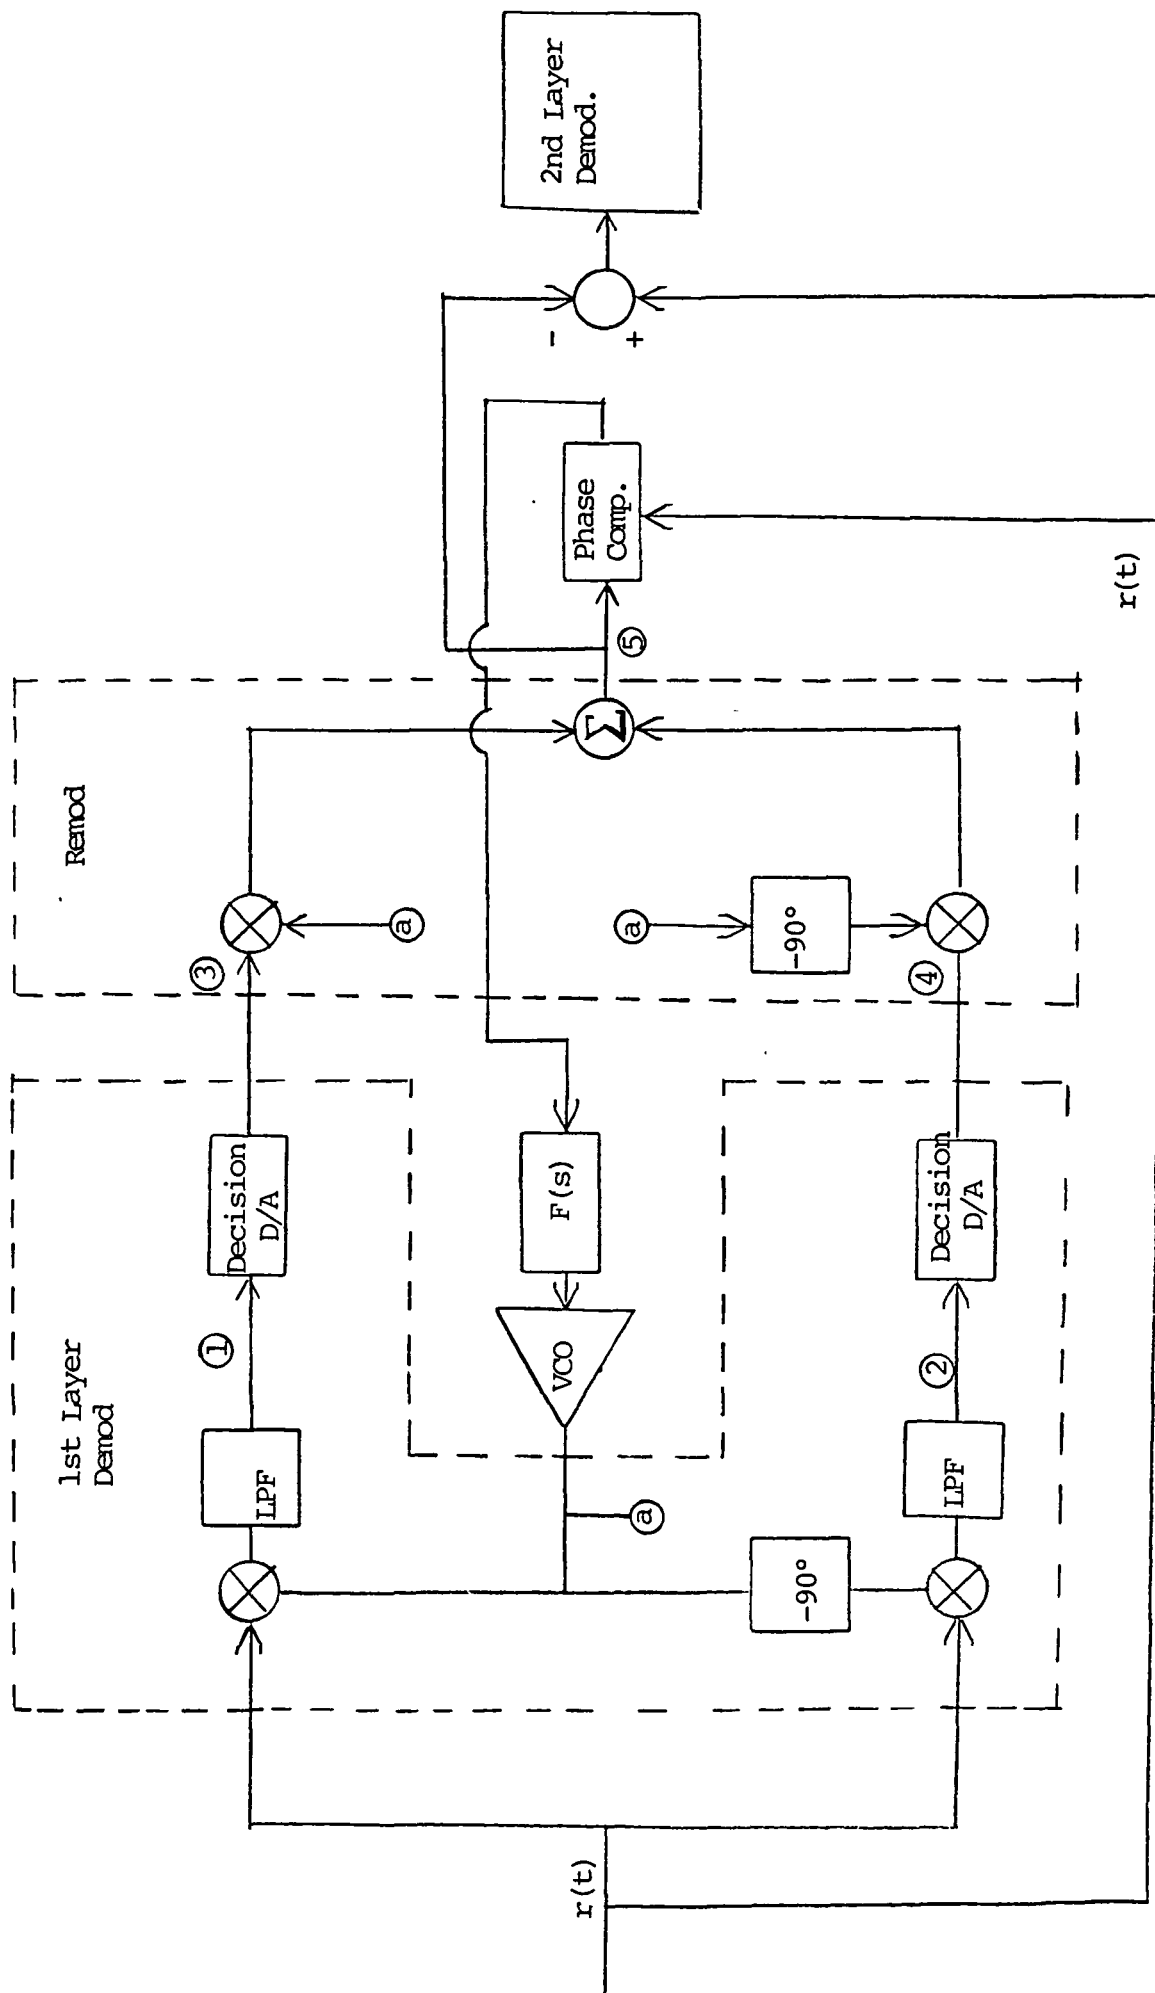 1st Layer
Demod
Remod
2nd Layer
Demod.
LPF
①
Decision
D/A
③
ⓐ
r(t)
ⓐ
VCO
F(s)
Σ
⑤
Phase
Comp.
-
+
-90°
ⓐ
-90°
LPF
②
Decision
D/A
④
r(t)